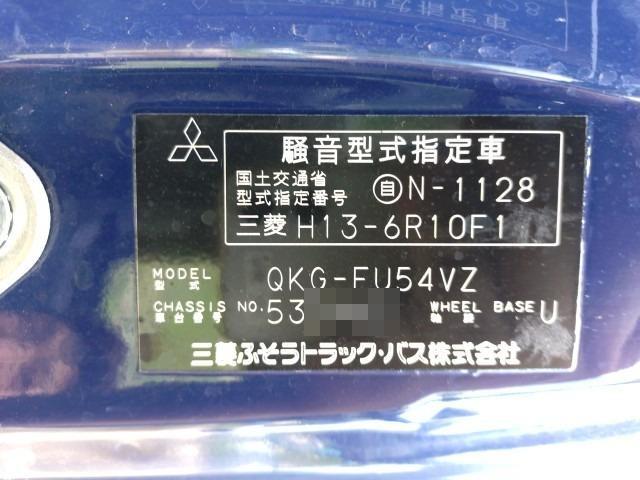 騒音型式指定車
国土交通省
型式指定番号 自N-1128
三菱 H13-6R10F1
MODEL
型式 QKG-FU54VZ
CHASSIS NO. 53 WHEEL BASE U
車台番号 軸距
三菱ふそうトラック・バス株式会社